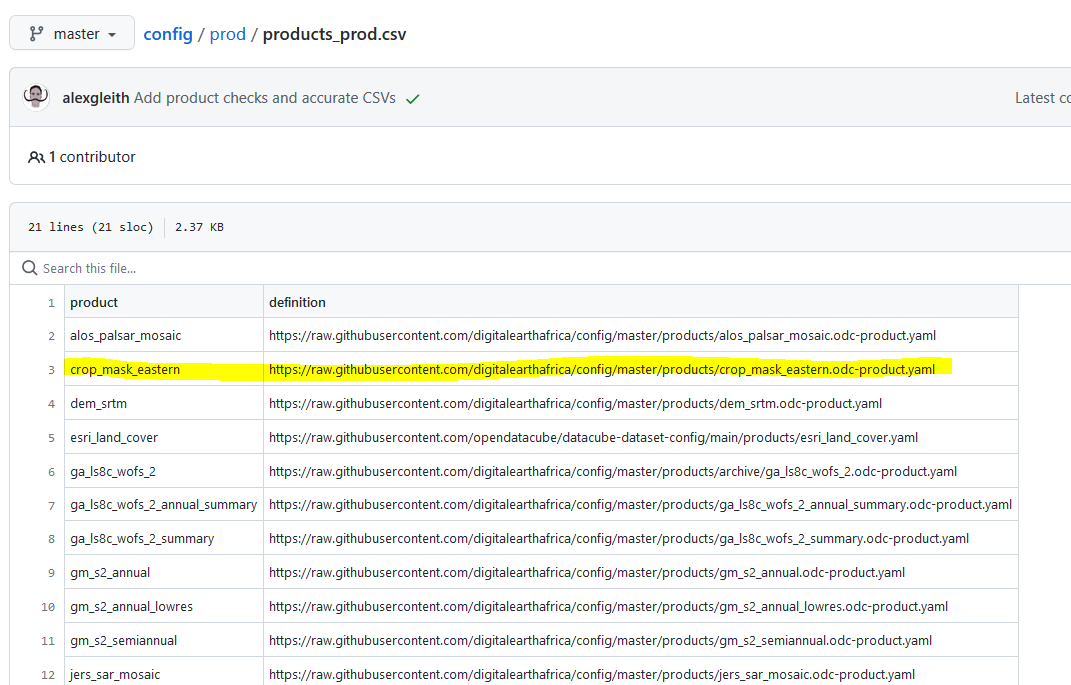 master config / prod / products_prod.csv
alexgleith Add product checks and accurate CSVs Latest
1 contributor
21 lines (21 sloc) 2.37 KB
Search this file...
1 product definition
2 alos_palsar_mosaic https://raw.githubusercontent.com/digitalearthafrica/config/master/products/alos_palsar_mosaic.odc-product.yaml
3 crop_mask_eastern https://raw.githubusercontent.com/digitalearthafrica/config/master/products/crop_mask_eastern.odc-product.yaml
4 dem_srtm https://raw.githubusercontent.com/digitalearthafrica/config/master/products/dem_srtm.odc-product.yaml
5 esri_land_cover https://raw.githubusercontent.com/opendatacube/datacube-dataset-config/main/products/esri_land_cover.yaml
6 ga_ls8c_wofs_2 https://raw.githubusercontent.com/digitalearthafrica/config/master/products/archive/ga_ls8c_wofs_2.odc-product.yaml
7 ga_ls8c_wofs_2_annual_summary https://raw.githubusercontent.com/digitalearthafrica/config/master/products/ga_ls8c_wofs_2_annual_summary.odc-product.yaml
8 ga_ls8c_wofs_2_summary https://raw.githubusercontent.com/digitalearthafrica/config/master/products/ga_ls8c_wofs_2_summary.odc-product.yaml
9 gm_s2_annual https://raw.githubusercontent.com/digitalearthafrica/config/master/products/gm_s2_annual.odc-product.yaml
10 gm_s2_annual_lowres https://raw.githubusercontent.com/digitalearthafrica/config/master/products/gm_s2_annual_lowres.odc-product.yaml
11 gm_s2_semiannual https://raw.githubusercontent.com/digitalearthafrica/config/master/products/gm_s2_semiannual.odc-product.yaml
12 jers_sar_mosaic https://raw.githubusercontent.com/digitalearthafrica/config/master/products/jers_sar_mosaic.odc-product.yaml